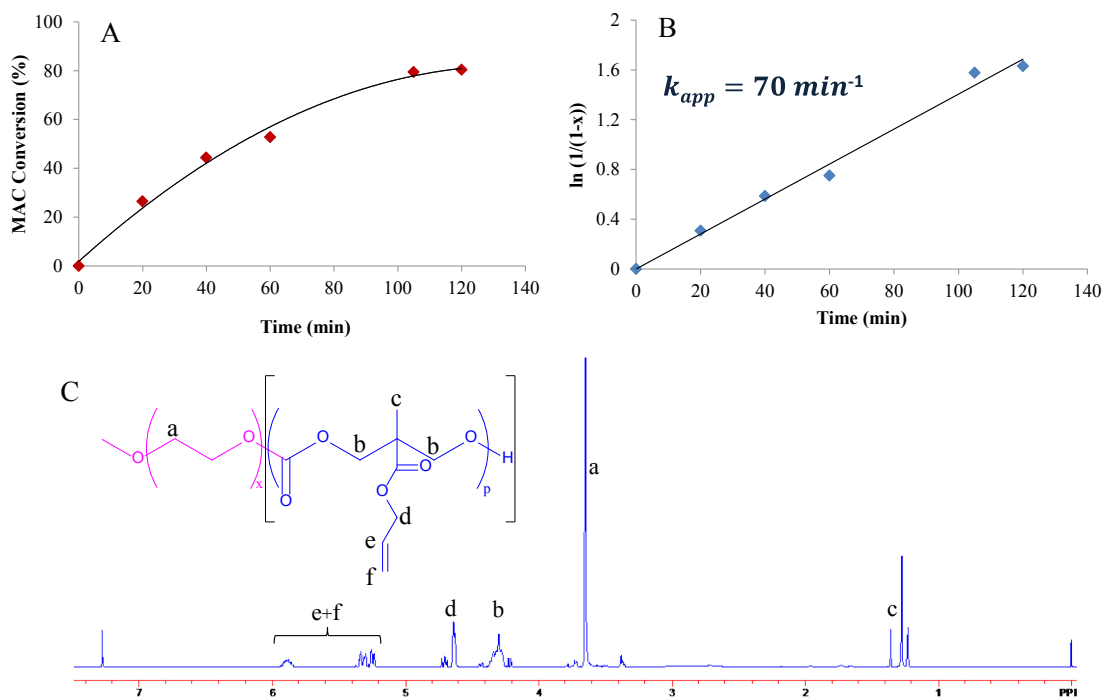 A
MAC Conversion (%)
100
80
60
40
20
0
0 20 40 60 80 100 120 140
Time (min)
B
k_app = 70 min⁻¹
ln (1/(1-x))
2
1.6
1.2
0.8
0.4
0
0 20 40 60 80 100 120 140
Time (min)
C
a
O
O
x
O
O
b
c
b
O
O
O
H
p
d
e
f
e+f
d
b
a
c
7 6 5 4 3 2 1 PPI